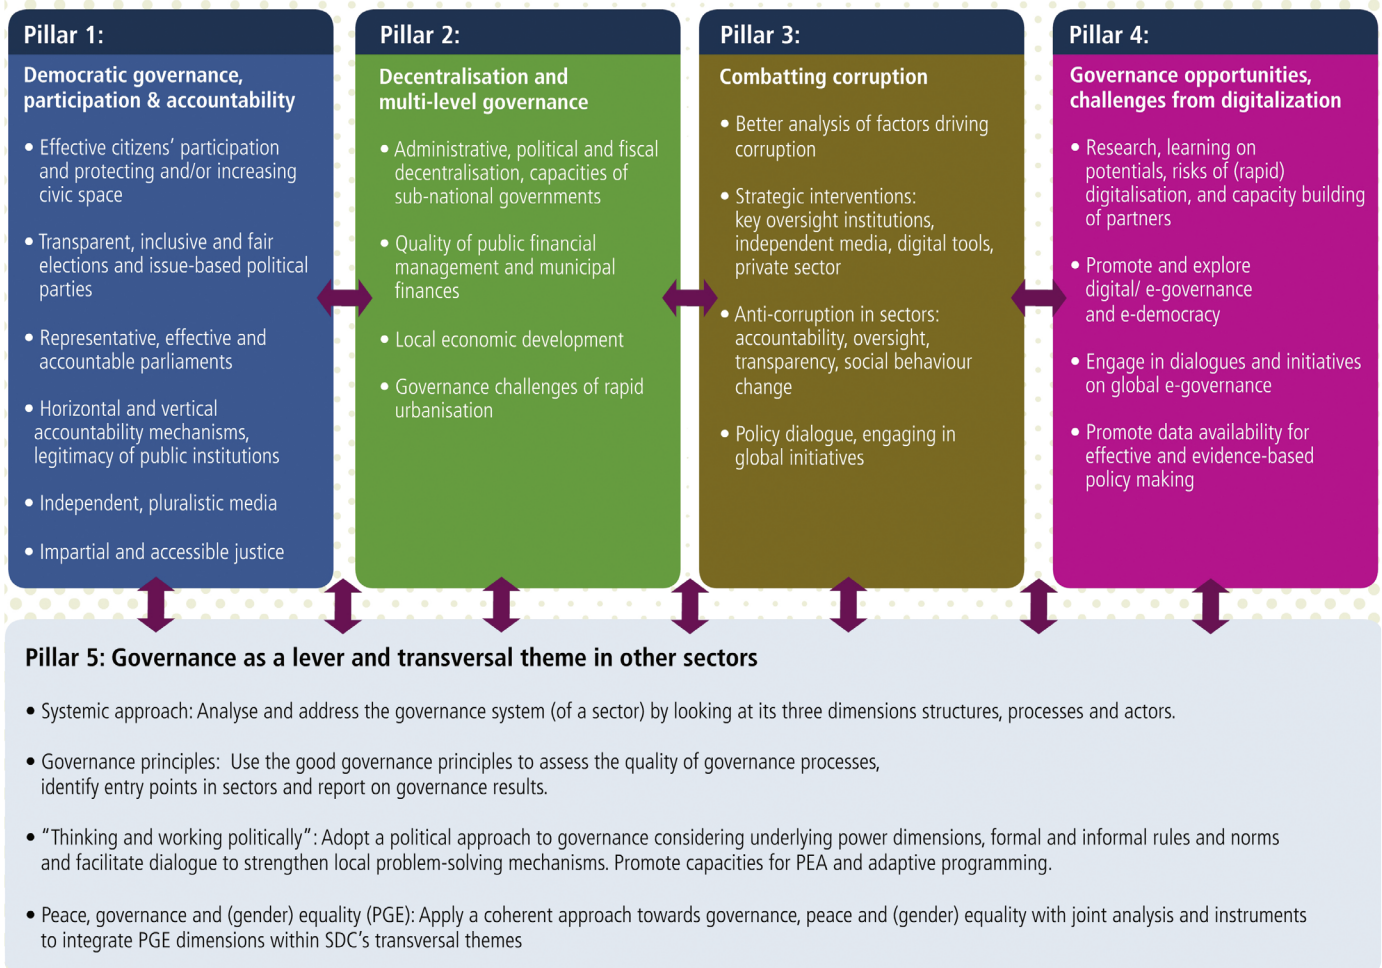 Pillar 1:
Democratic governance,
participation & accountability
• Effective citizens’ participation
and protecting and/or increasing
civic space
• Transparent, inclusive and fair
elections and issue-based political
parties
• Representative, effective and
accountable parliaments
• Horizontal and vertical
accountability mechanisms,
legitimacy of public institutions
• Independent, pluralistic media
• Impartial and accessible justice
Pillar 2:
Decentralisation and
multi-level governance
• Administrative, political and fiscal
decentralisation, capacities of
sub-national governments
• Quality of public financial
management and municipal
finances
• Local economic development
• Governance challenges of rapid
urbanisation
Pillar 3:
Combatting corruption
• Better analysis of factors driving
corruption
• Strategic interventions:
key oversight institutions,
independent media, digital tools,
private sector
• Anti-corruption in sectors:
accountability, oversight,
transparency, social behaviour
change
• Policy dialogue, engaging in
global initiatives
Pillar 4:
Governance opportunities,
challenges from digitalization
• Research, learning on
potentials, risks of (rapid)
digitalisation, and capacity building
of partners
• Promote and explore
digital/ e-governance
and e-democracy
• Engage in dialogues and initiatives
on global e-governance
• Promote data availability for
effective and evidence-based
policy making
Pillar 5: Governance as a lever and transversal theme in other sectors
• Systemic approach: Analyse and address the governance system (of a sector) by looking at its three dimensions structures, processes and actors.
• Governance principles:  Use the good governance principles to assess the quality of governance processes,
identify entry points in sectors and report on governance results.
• “Thinking and working politically”: Adopt a political approach to governance considering underlying power dimensions, formal and informal rules and norms
and facilitate dialogue to strengthen local problem-solving mechanisms. Promote capacities for PEA and adaptive programming.
• Peace, governance and (gender) equality (PGE): Apply a coherent approach towards governance, peace and (gender) equality with joint analysis and instruments
to integrate PGE dimensions within SDC’s transversal themes